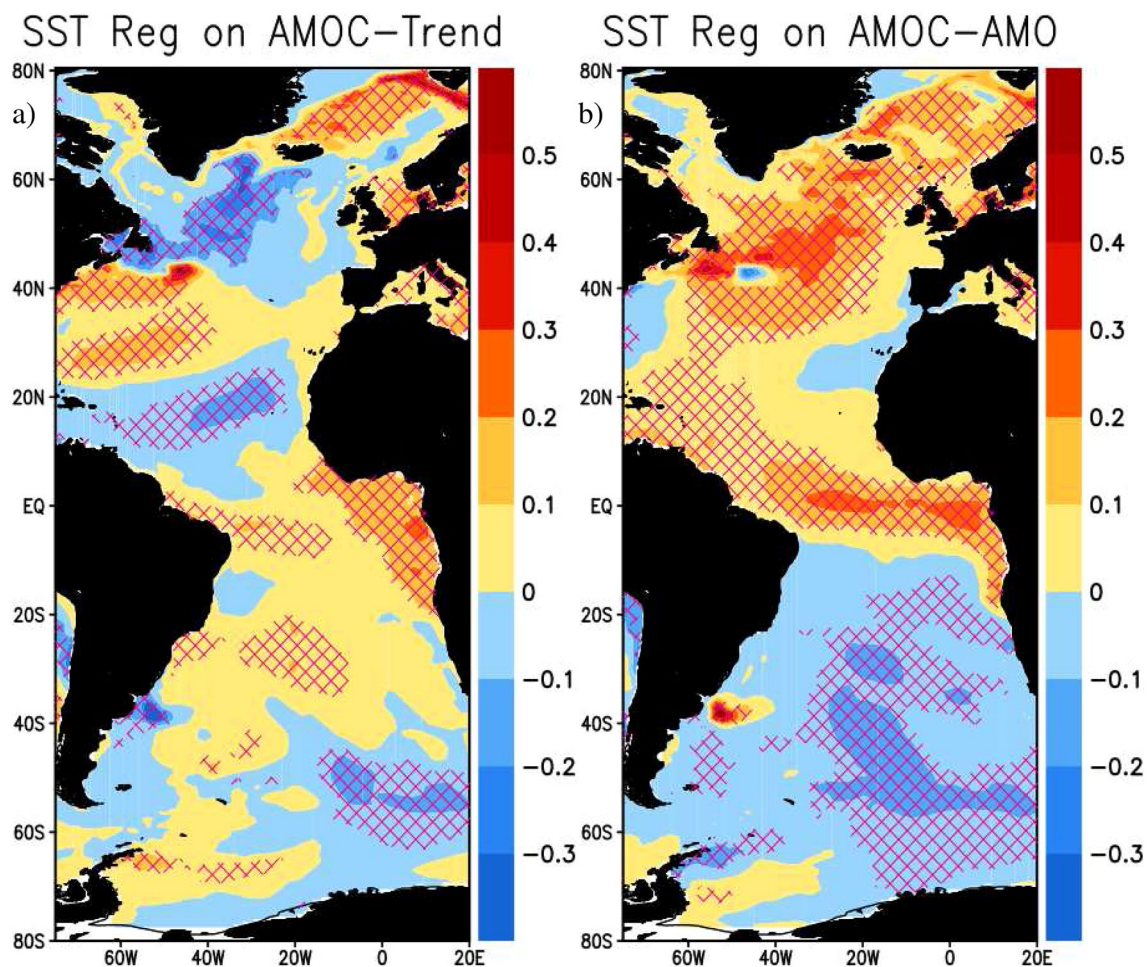 SST Reg on AMOC-Trend
SST Reg on AMOC-AMO
a)
80N
60N
40N
20N
EQ
20S
40S
60S
80S
60W
40W
20W
0
20E
0.5
0.4
0.3
0.2
0.1
0
-0.1
-0.2
-0.3
b)
80N
60N
40N
20N
EQ
20S
40S
60S
80S
60W
40W
20W
0
20E
0.5
0.4
0.3
0.2
0.1
0
-0.1
-0.2
-0.3